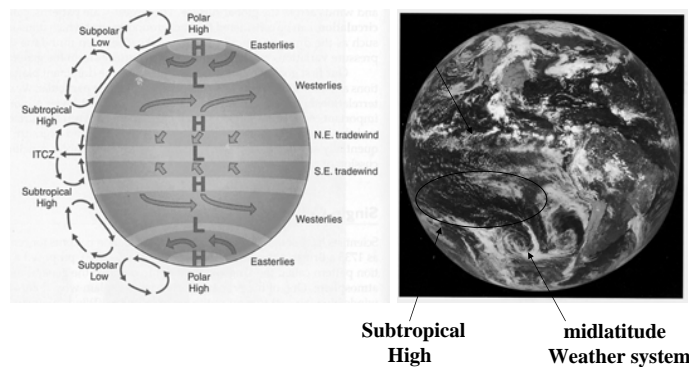 Polar
High
Subpolar
Low
Easterlies
Westerlies
Subtropical
High
N.E. tradewind
ITCZ
S.E. tradewind
Subtropical
High
Westerlies
Subpolar
Low
Easterlies
Polar
High
H
L
H
L
H
L
H
Sing
Subtropical
High
midlatitude
Weather system